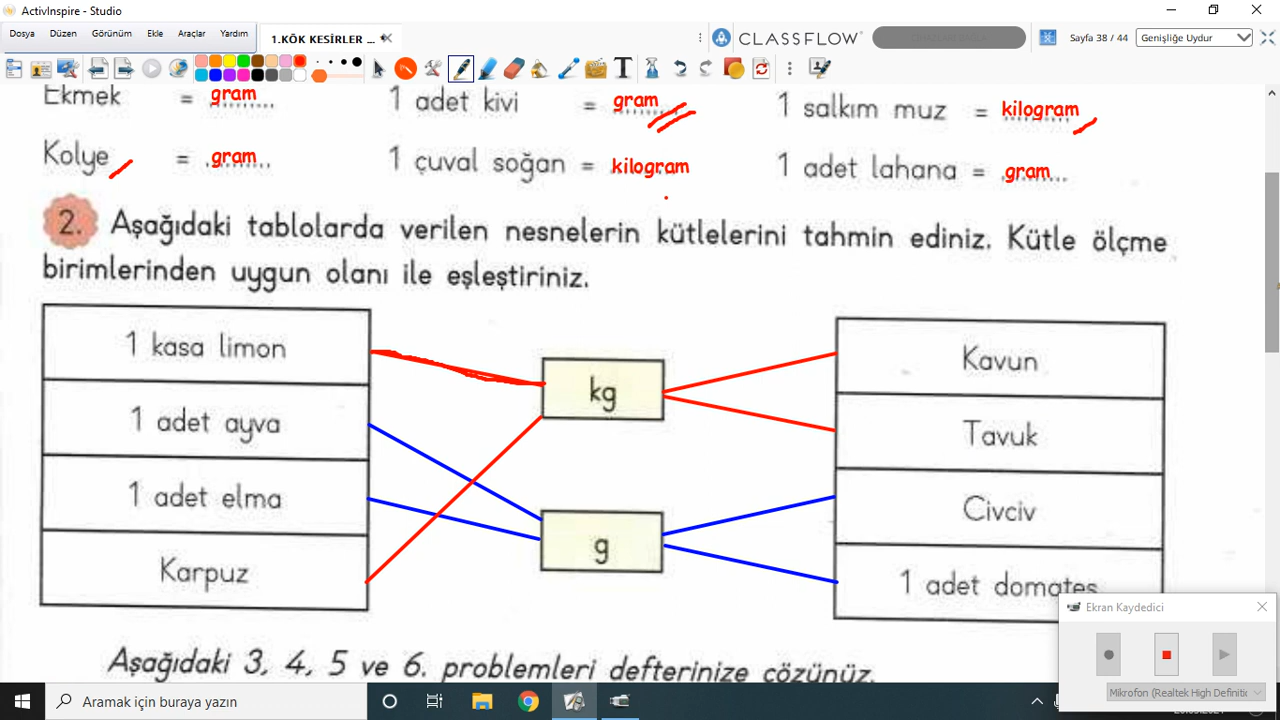 ActivInspire - Studio
Dosya Düzen Görünüm Ekle Araçlar Yardım
1.KÖK KESİRLER ...
CLASSFLOW
Sayfa 38 / 44
Genişliğe Uydur
Ekmek = gram
1 adet kivi = gram
1 salkım muz = kilogram
Kolye = gram
1 çuval soğan = kilogram
1 adet lahana = gram
2. Aşağıdaki tablolarda verilen nesnelerin kütlelerini tahmin ediniz. Kütle ölçme
birimlerinden uygun olanı ile eşleştiriniz.
1 kasa limon
1 adet ayva
1 adet elma
Karpuz
kg
g
Kavun
Tavuk
Civciv
1 adet domates
Aşağıdaki 3, 4, 5 ve 6. problemleri defterinize çözünüz.
Ekran Kaydedici
Mikrofon (Realtek High Definitic
Aramak için buraya yazın